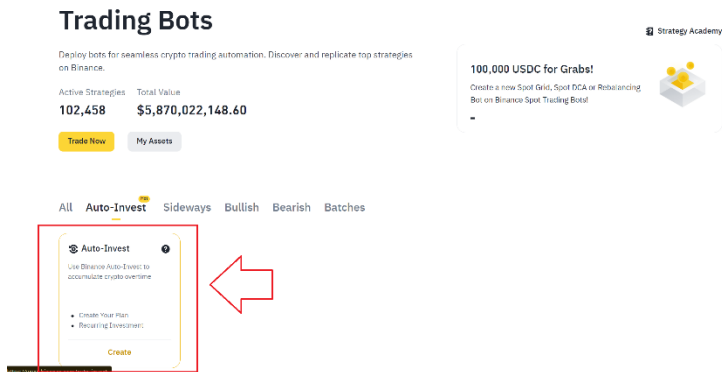 Trading Bots
Strategy Academy
Deploy bots for seamless crypto trading automation. Discover and replicate top strategies
on Binance.
100,000 USDC for Grabs!
Create a new Spot Grid, Spot DCA or Rebalancing
Bot on Binance Spot Trading Bots!
Active Strategies Total Value
102,458 $5,870,022,148.60
Trade Now My Assets
All Auto-Invest Sideways Bullish Bearish Batches
Auto-Invest
Use Binance Auto-Invest to
accumulate crypto overtime
Create Your Plan
Recurring Investment
Create